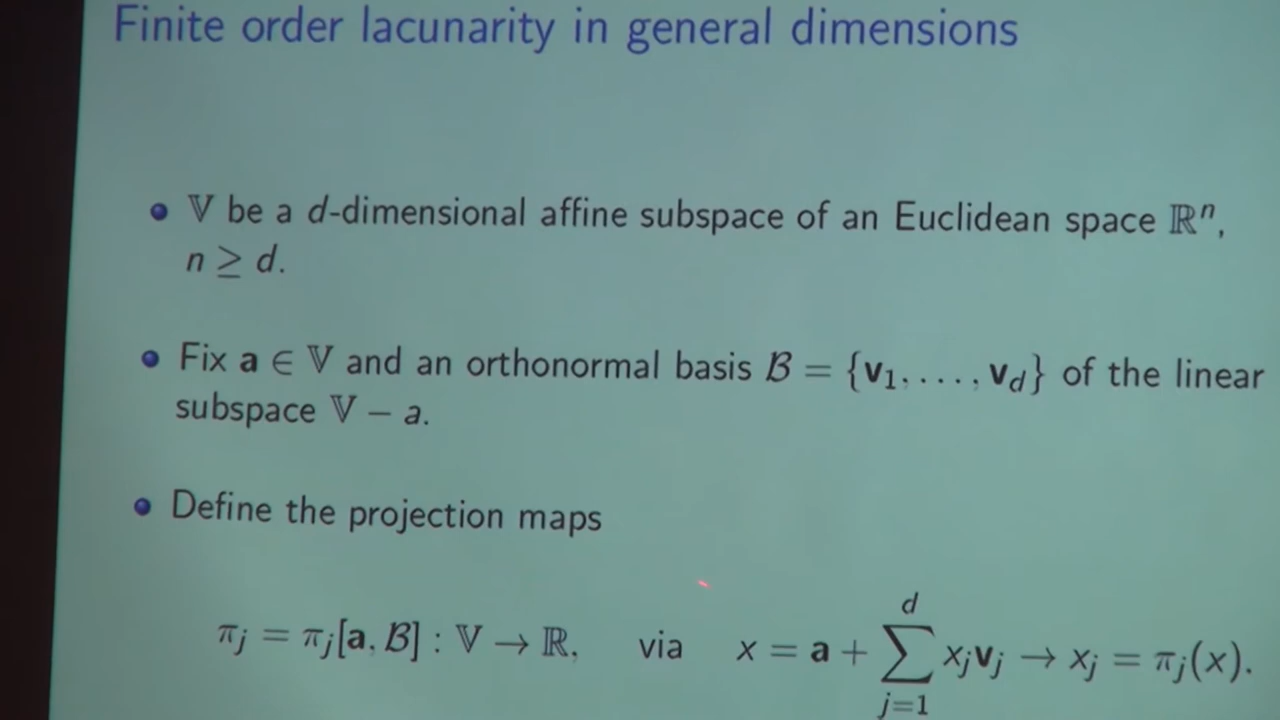 Finite order lacunarity in general dimensions
• 𝕍 be a d-dimensional affine subspace of an Euclidean space ℝⁿ,
n ≥ d.
• Fix a ∈ 𝕍 and an orthonormal basis ℬ = {v₁, . . . , v_d} of the linear
subspace 𝕍 − a.
• Define the projection maps
π_j = π_j[a, ℬ] : 𝕍 → ℝ, via x = a + ∑_{j=1}^{d} x_j v_j → x_j = π_j(x).